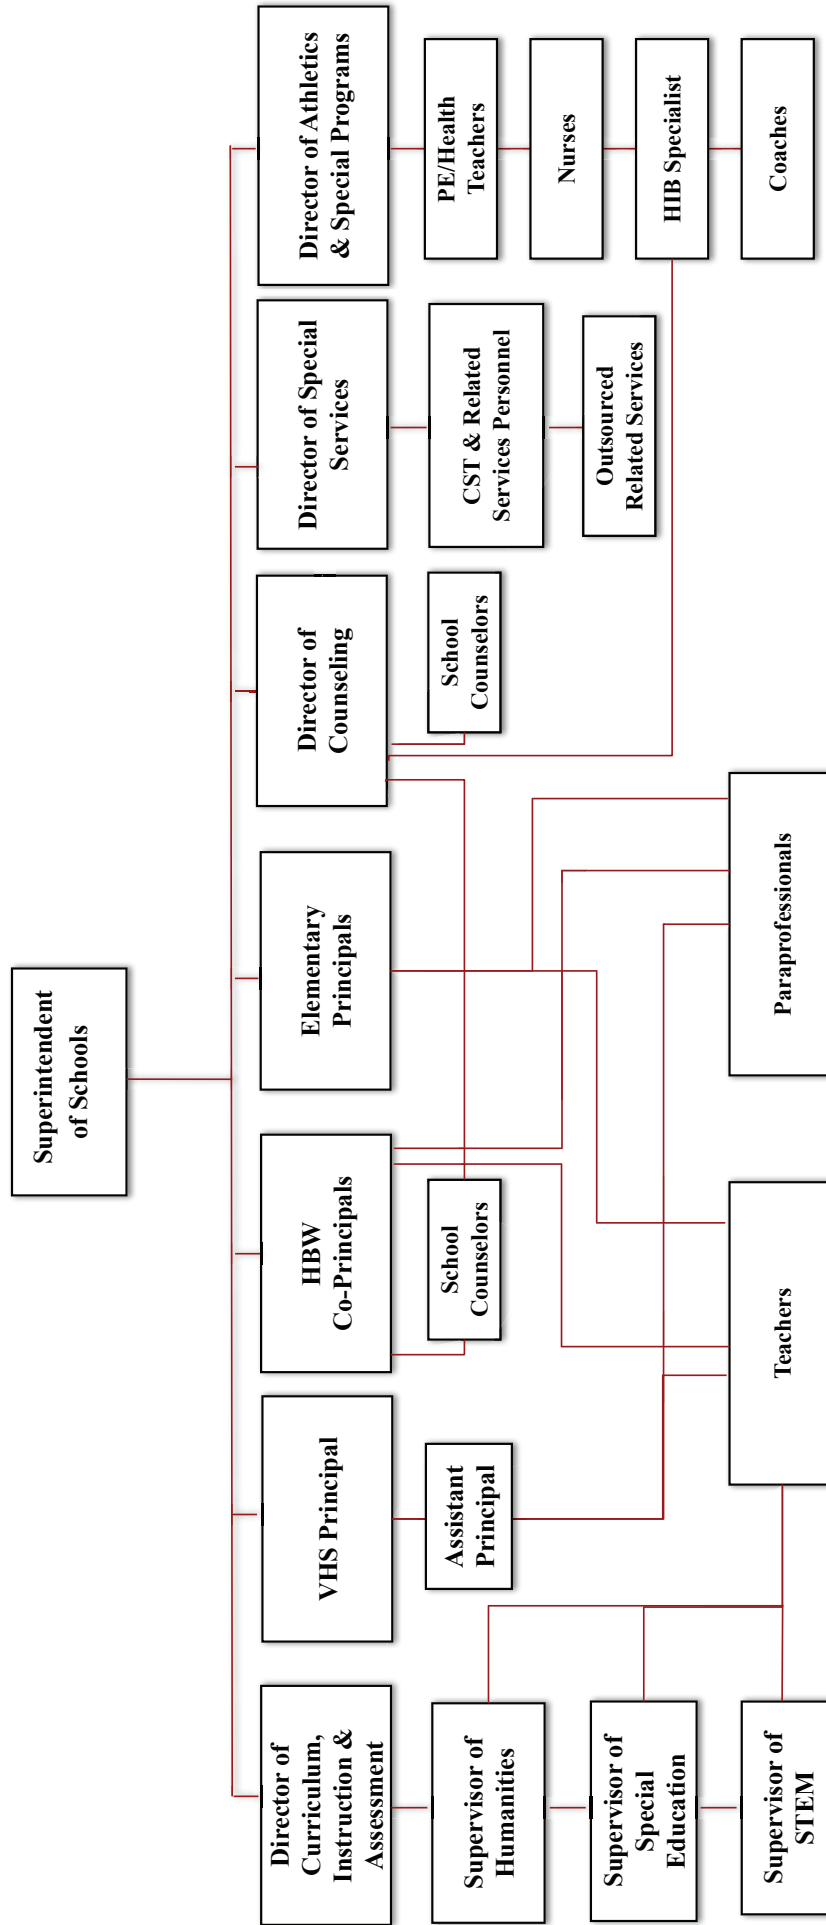 Superintendent
of Schools
Director of
Curriculum,
Instruction &
Assessment
VHS Principal
HBW
Co-Principals
Elementary
Principals
Director of
Counseling
Director of Special
Services
Director of Athletics
& Special Programs
Supervisor of
Humanities
Assistant
Principal
School
Counselors
School
Counselors
CST & Related
Services Personnel
PE/Health
Teachers
Nurses
Supervisor of
Special
Education
Outsourced
Related Services
HIB Specialist
Supervisor of
STEM
Teachers
Paraprofessionals
Coaches